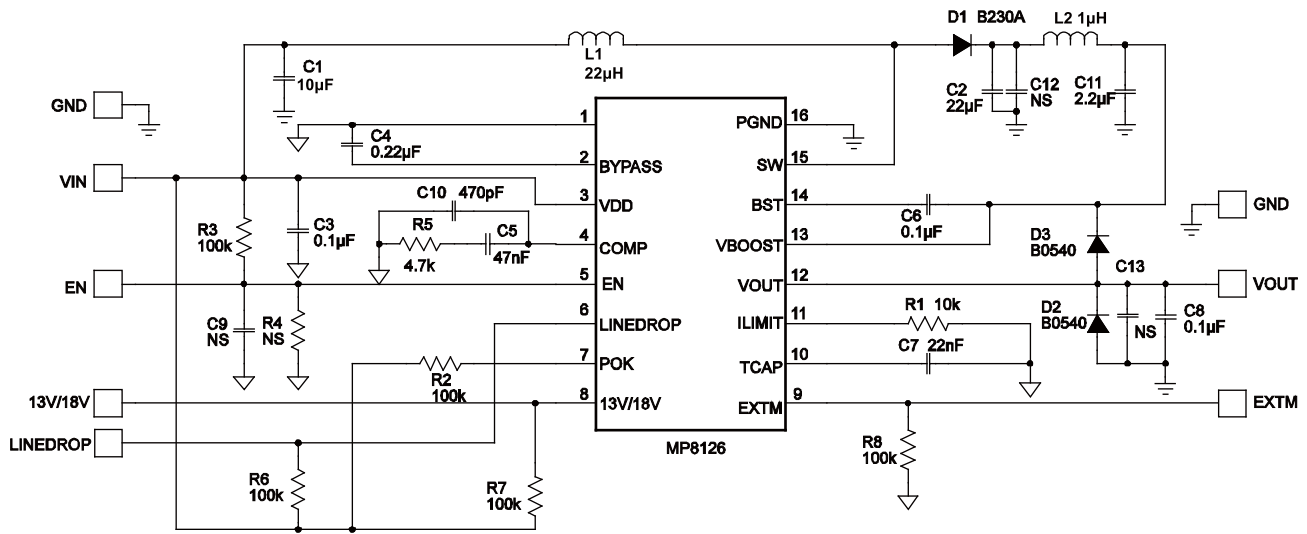 D1 B230A
L2 1µH
L1
22µH
C1
10µF
C2
22µF
C12
NS
C11
2.2µF
GND
C4
0.22µF
1
PGND
16
2
BYPASS
SW
15
VIN
3
VDD
BST
14
GND
C10 470pF
R3
100k
C3
0.1µF
R5
4.7k
C5
47nF
4
COMP
VBOOST
13
C6
0.1µF
D3
B0540
EN
5
EN
VOUT
12
C13
NS
VOUT
C9
NS
R4
NS
6
LINEDROP
ILIMIT
11
R1 10k
D2
B0540
C8
0.1µF
7
POK
TCAP
10
C7 22nF
R2
100k
13V/18V
8
13V/18V
EXTM
9
EXTM
LINEDROP
MP8126
R8
100k
R6
100k
R7
100k